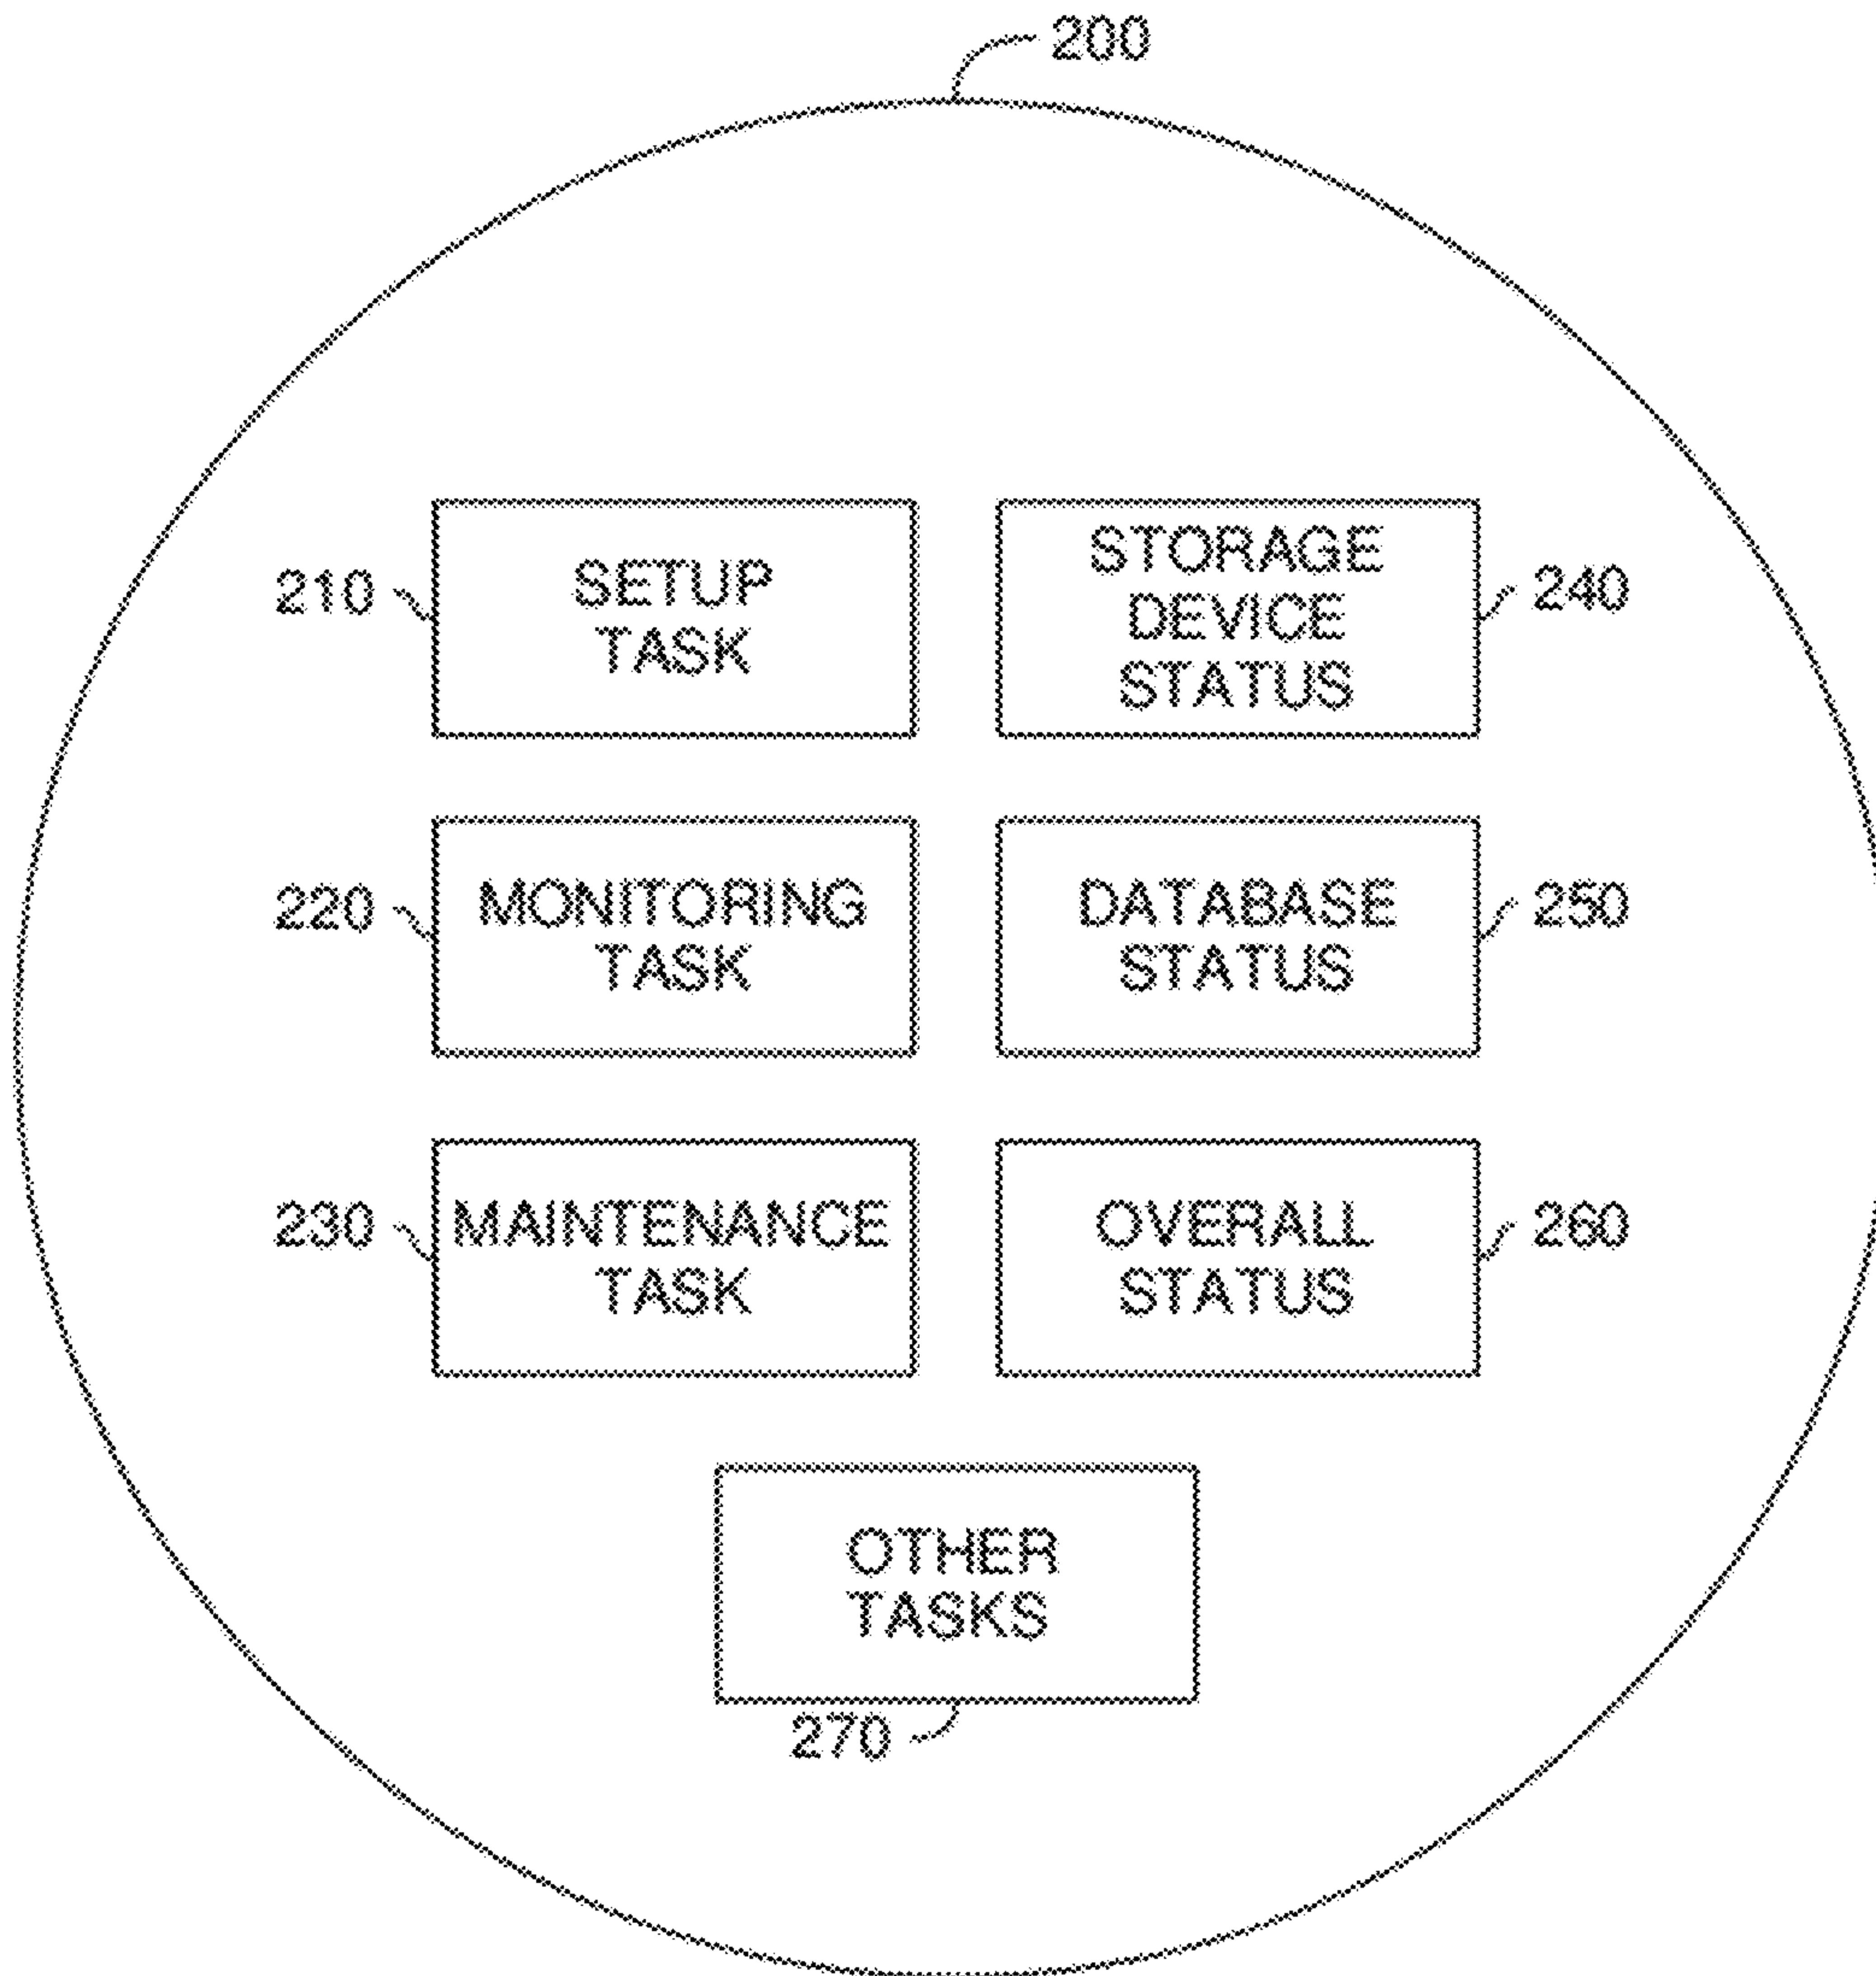 200
210
SETUP
TASK
STORAGE
DEVICE
STATUS
240
220
MONITORING
TASK
DATABASE
STATUS
250
230
MAINTENANCE
TASK
OVERALL
STATUS
260
OTHER
TASKS
270